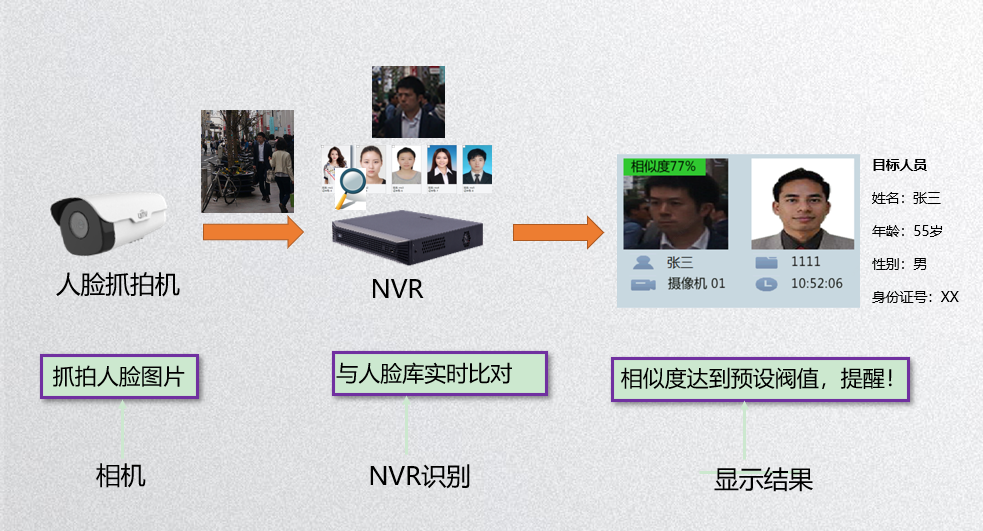 相似度77%
目标人员
姓名：张三
年龄：55岁
性别：男
身份证号：XX
张三
1111
摄像机 01
10:52:06
人脸抓拍机
NVR
抓拍人脸图片
与人脸库实时比对
相似度达到预设阀值，提醒！
相机
NVR识别
显示结果